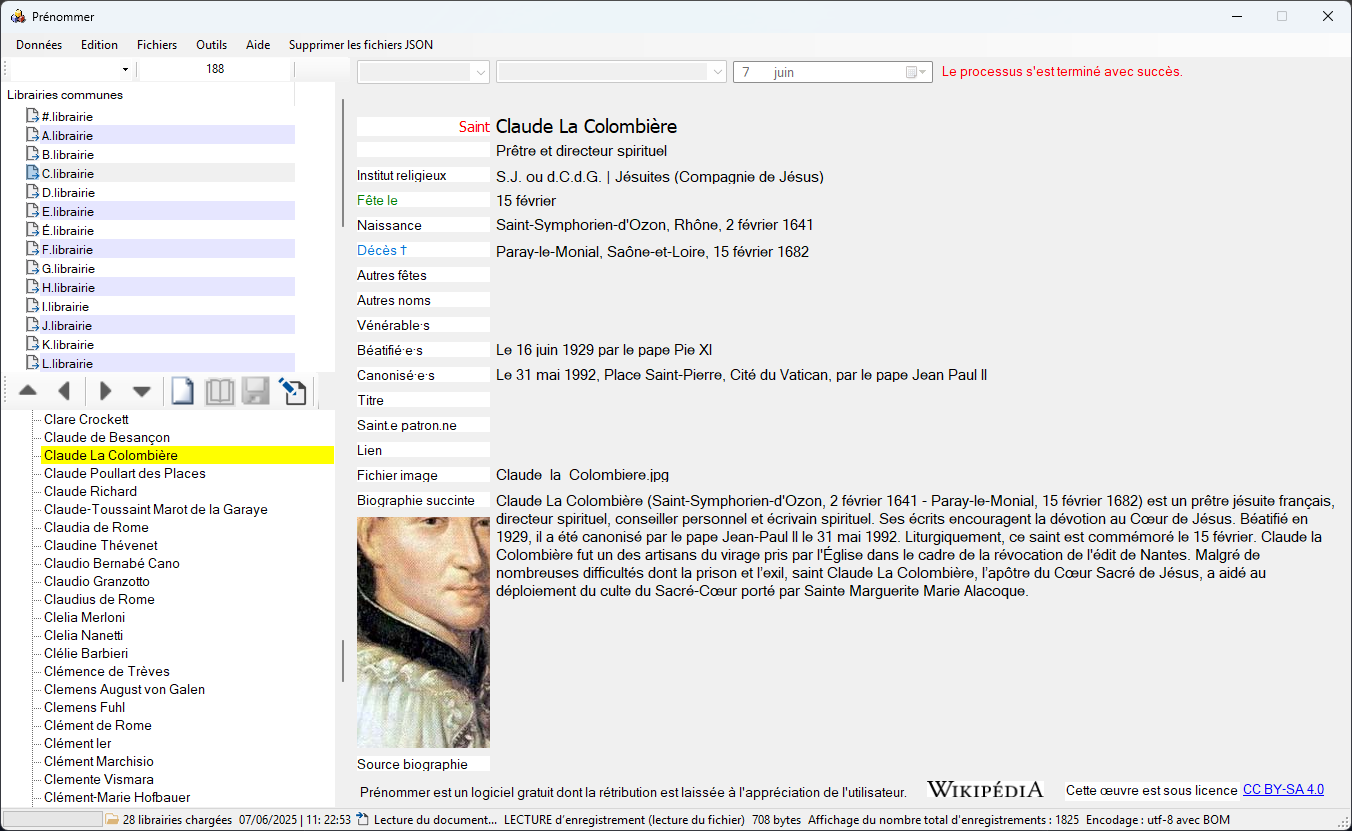 Prénommer
Données Edition Fichiers Outils Aide Supprimer les fichiers JSON
188
7 juin
Le processus s'est terminé avec succès.
Librairies communes
#.librairie
A.librairie
B.librairie
C.librairie
D.librairie
E.librairie
É.librairie
F.librairie
G.librairie
H.librairie
I.librairie
J.librairie
K.librairie
L.librairie
Clare Crockett
Claude de Besançon
Claude La Colombière
Claude Poullart des Places
Claude Richard
Claude-Toussaint Marot de la Garaye
Claudia de Rome
Claudine Thévenet
Claudio Bernabé Cano
Claudio Granzotto
Claudius de Rome
Clelia Merloni
Clelia Nanetti
Clélie Barbieri
Clémence de Trèves
Clemens August von Galen
Clemens Fuhl
Clément de Rome
Clément Ier
Clément Marchisio
Clemente Vismara
Clément-Marie Hofbauer
Saint Claude La Colombière
Prêtre et directeur spirituel
Institut religieux S.J. ou d.C.d.G. | Jésuites (Compagnie de Jésus)
Fête le 15 février
Naissance Saint-Symphorien-d'Ozon, Rhône, 2 février 1641
Décès † Paray-le-Monial, Saône-et-Loire, 15 février 1682
Autres fêtes
Autres noms
Vénérable·s
Béatifié·e·s Le 16 juin 1929 par le pape Pie XI
Canonisé·e·s Le 31 mai 1992, Place Saint-Pierre, Cité du Vatican, par le pape Jean Paul II
Titre
Saint.e patron.ne
Lien
Fichier image Claude la Colombiere.jpg
Biographie succinte Claude La Colombière (Saint-Symphorien-d'Ozon, 2 février 1641 - Paray-le-Monial, 15 février 1682) est un prêtre jésuite français,
directeur spirituel, conseiller personnel et écrivain spirituel. Ses écrits encouragent la dévotion au Cœur de Jésus. Béatifié en
1929, il a été canonisé par le pape Jean-Paul II le 31 mai 1992. Liturgiquement, ce saint est commémoré le 15 février. Claude la
Colombière fut un des artisans du virage pris par l'Église dans le cadre de la révocation de l'édit de Nantes. Malgré de
nombreuses difficultés dont la prison et l’exil, saint Claude La Colombière, l’apôtre du Cœur Sacré de Jésus, a aidé au
déploiement du culte du Sacré-Cœur porté par Sainte Marguerite Marie Alacoque.
Source biographie
Prénommer est un logiciel gratuit dont la rétribution est laissée à l'appréciation de l'utilisateur.
WIKIPÉDIA
Cette œuvre est sous licence CC BY-SA 4.0
28 librairies chargées 07/06/2025 | 11: 22:53 Lecture du document... LECTURE d'enregistrement (lecture du fichier) 708 bytes Affichage du nombre total d'enregistrements : 1825 Encodage : utf-8 avec BOM